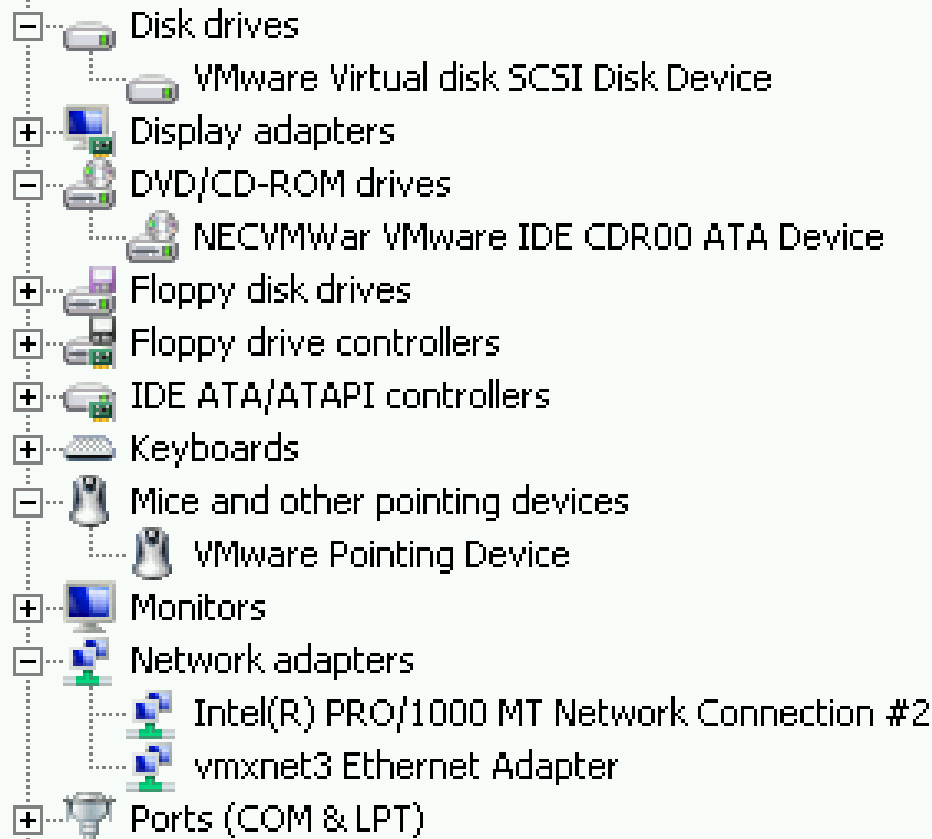 Disk drives
VMware Virtual disk SCSI Disk Device
Display adapters
DVD/CD-ROM drives
NECVMWar VMware IDE CDR00 ATA Device
Floppy disk drives
Floppy drive controllers
IDE ATA/ATAPI controllers
Keyboards
Mice and other pointing devices
VMware Pointing Device
Monitors
Network adapters
Intel(R) PRO/1000 MT Network Connection #2
vmxnet3 Ethernet Adapter
Ports (COM & LPT)